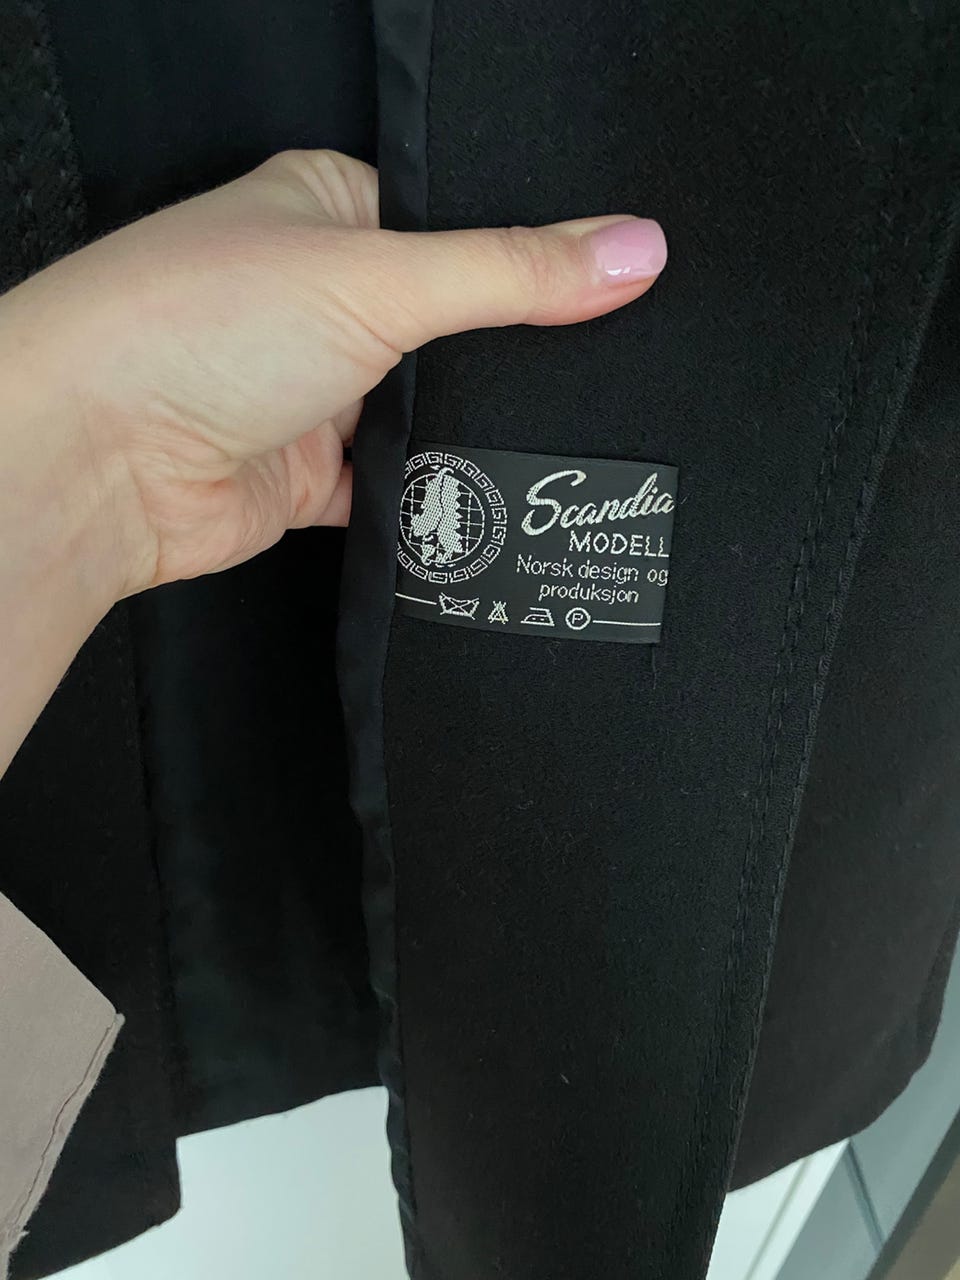 Scandia
MODELL
Norsk design og
produksjon
P